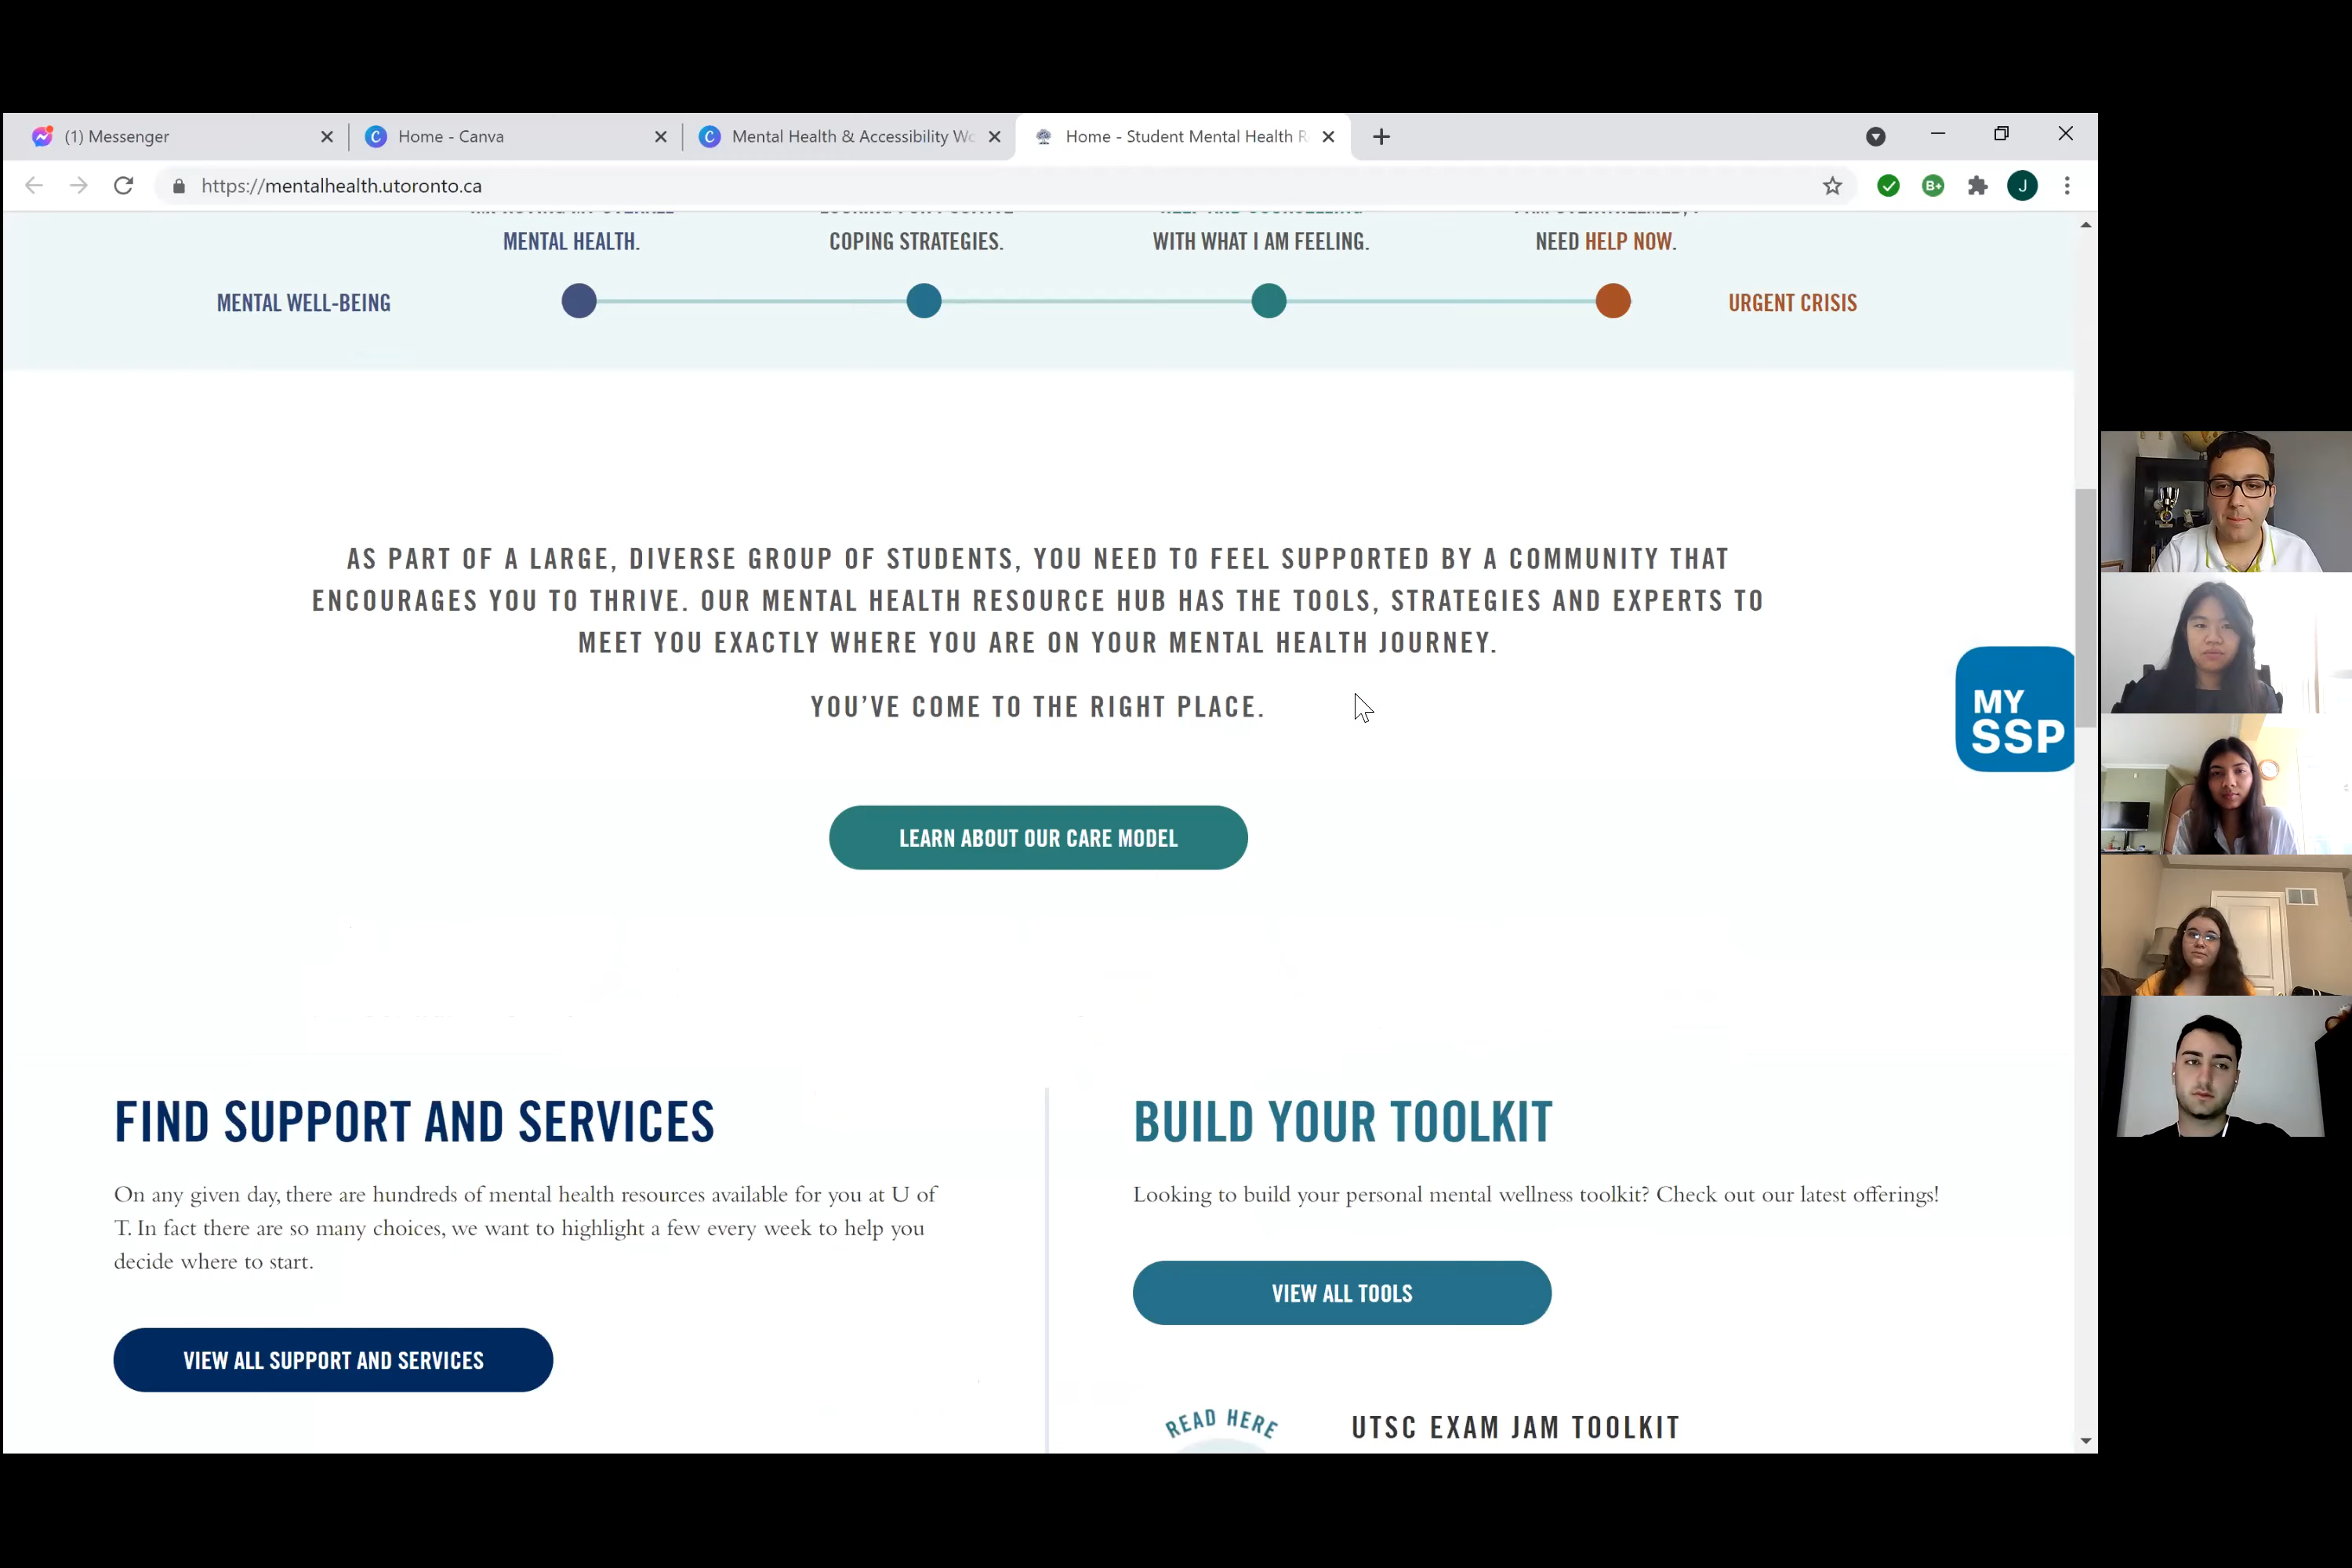 (1) Messenger
Home - Canva
Mental Health & Accessibility Wo
Home - Student Mental Health R
https://mentalhealth.utoronto.ca
B+
J
MENTAL HEALTH.
COPING STRATEGIES.
HELP AND COUNSELLING
WITH WHAT I AM FEELING.
NEED HELP NOW.
MENTAL WELL-BEING
URGENT CRISIS
AS PART OF A LARGE, DIVERSE GROUP OF STUDENTS, YOU NEED TO FEEL SUPPORTED BY A COMMUNITY THAT
ENCOURAGES YOU TO THRIVE. OUR MENTAL HEALTH RESOURCE HUB HAS THE TOOLS, STRATEGIES AND EXPERTS TO
MEET YOU EXACTLY WHERE YOU ARE ON YOUR MENTAL HEALTH JOURNEY.
YOU'VE COME TO THE RIGHT PLACE.
MY
SSP
LEARN ABOUT OUR CARE MODEL
FIND SUPPORT AND SERVICES
On any given day, there are hundreds of mental health resources available for you at U of
T. In fact there are so many choices, we want to highlight a few every week to help you
decide where to start.
VIEW ALL SUPPORT AND SERVICES
BUILD YOUR TOOLKIT
Looking to build your personal mental wellness toolkit? Check out our latest offerings!
VIEW ALL TOOLS
READ HERE
UTSC EXAM JAM TOOLKIT